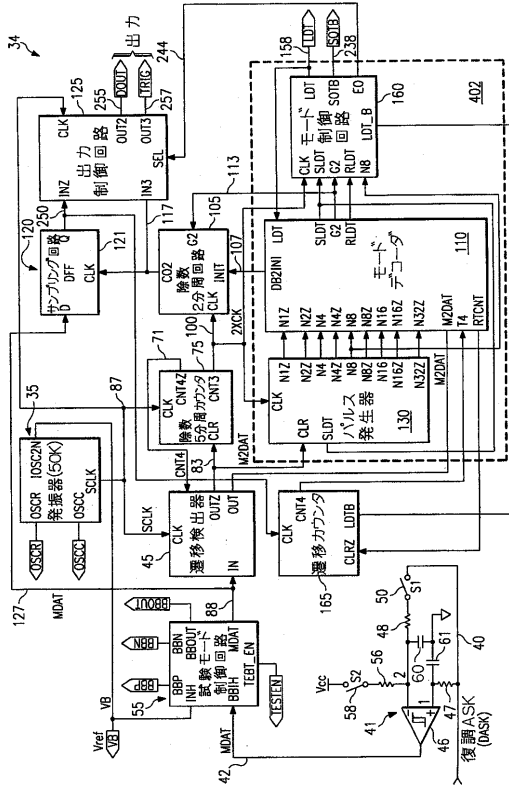 34
出力
110
244
DOUT
TRIG
LDT
SOTB
125
255
257
158
238
CLK
OUT2
OUT3
出力
制御回路
SEL
INZ
IN3
250
117
113
120
サンプリング回路
Q
DFF
D
CLK
121
105
CO2
G2
除数
2分周回路
INIT
CLK
107
100
2XCK
LDT
SOTB
EO
モード
制御回路
160
LDT_B
CLK
SLDT
G2
RLDT
N8
402
LDT
SLDT
G2
RLDT
DB2INI
110
モード
デコーダ
N1Z
N2Z
N4
N4Z
N8
N8Z
N16
N16Z
N32Z
M2DAT
T4
RTCNT
71
75
CLK
CNT4Z
除数
5分周カウンタ
CNT3
CLR
CNT4
83
M2DAT
CLK
N1Z
N2Z
N4
N4Z
N8
N8Z
N16
N16Z
N32Z
CLR
SLDT
パルス
発生器
130
M2DAT
87
35
OSCR
IOSC2N
発振器(50K)
OSCC
SCLK
OSCR
OSCC
SCLK
CLK
OUTZ
OUT
遷移検出器
IN
45
CLK
CNT4
遷移カウンタ
CLRZ
LDTB
165
127
MDAT
88
BBOUT
BBN
BBP
BBP
BBN
BBOUT
INH
試験モード
制御回路
MDAT
BBIH
TEBT_EN
55
TESTEN
VB
Vref
VB
MDAT
42
Vcc
S2
58
56
41
2
1
46
47
48
50
S1
60
61
40
復調ASK
(DASK)